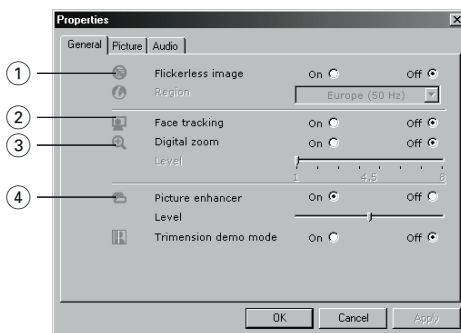 Properties
General Picture Audio
1 Flickerless image On Off
Region Europe (50 Hz)
2 Face tracking On Off
3 Digital zoom On Off
Level
1 4,5 8
4 Picture enhancer On Off
Level
Trimension demo mode On Off
OK Cancel Apply